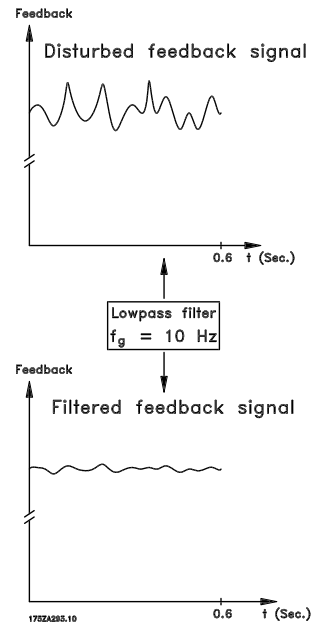 Feedback
Disturbed feedback signal
0.6 t (Sec.)
Lowpass filter
fg = 10 Hz
Feedback
Filtered feedback signal
0.6 t (Sec.)
175ZA293.10